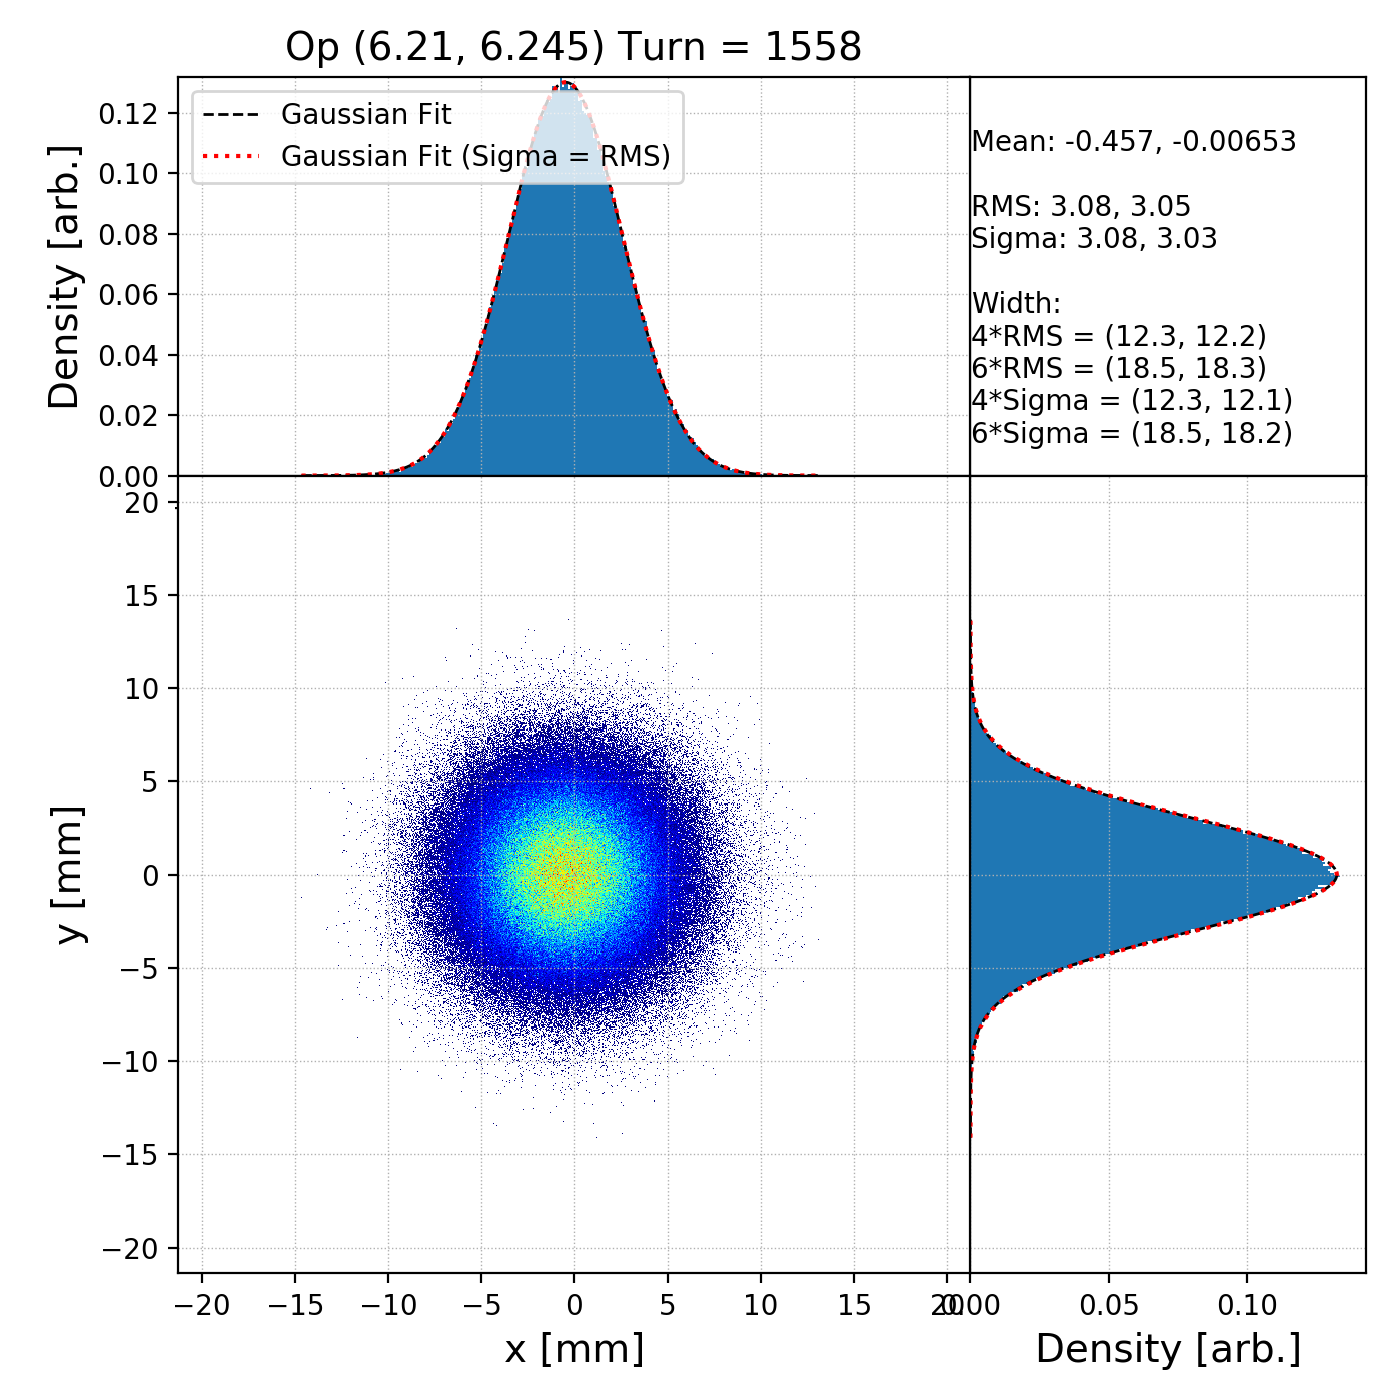 Op (6.21, 6.245) Turn = 1558
Density [arb.]
0.12
0.10
0.08
0.06
0.04
0.02
0.00
Gaussian Fit
Gaussian Fit (Sigma = RMS)
Mean: -0.457, -0.00653
RMS: 3.08, 3.05
Sigma: 3.08, 3.03
Width:
4*RMS = (12.3, 12.2)
6*RMS = (18.5, 18.3)
4*Sigma = (12.3, 12.1)
6*Sigma = (18.5, 18.2)
y [mm]
20
15
10
5
0
−5
−10
−15
−20
−20 −15 −10 −5 0 5 10 15 20
x [mm]
0.00 0.05 0.10
Density [arb.]